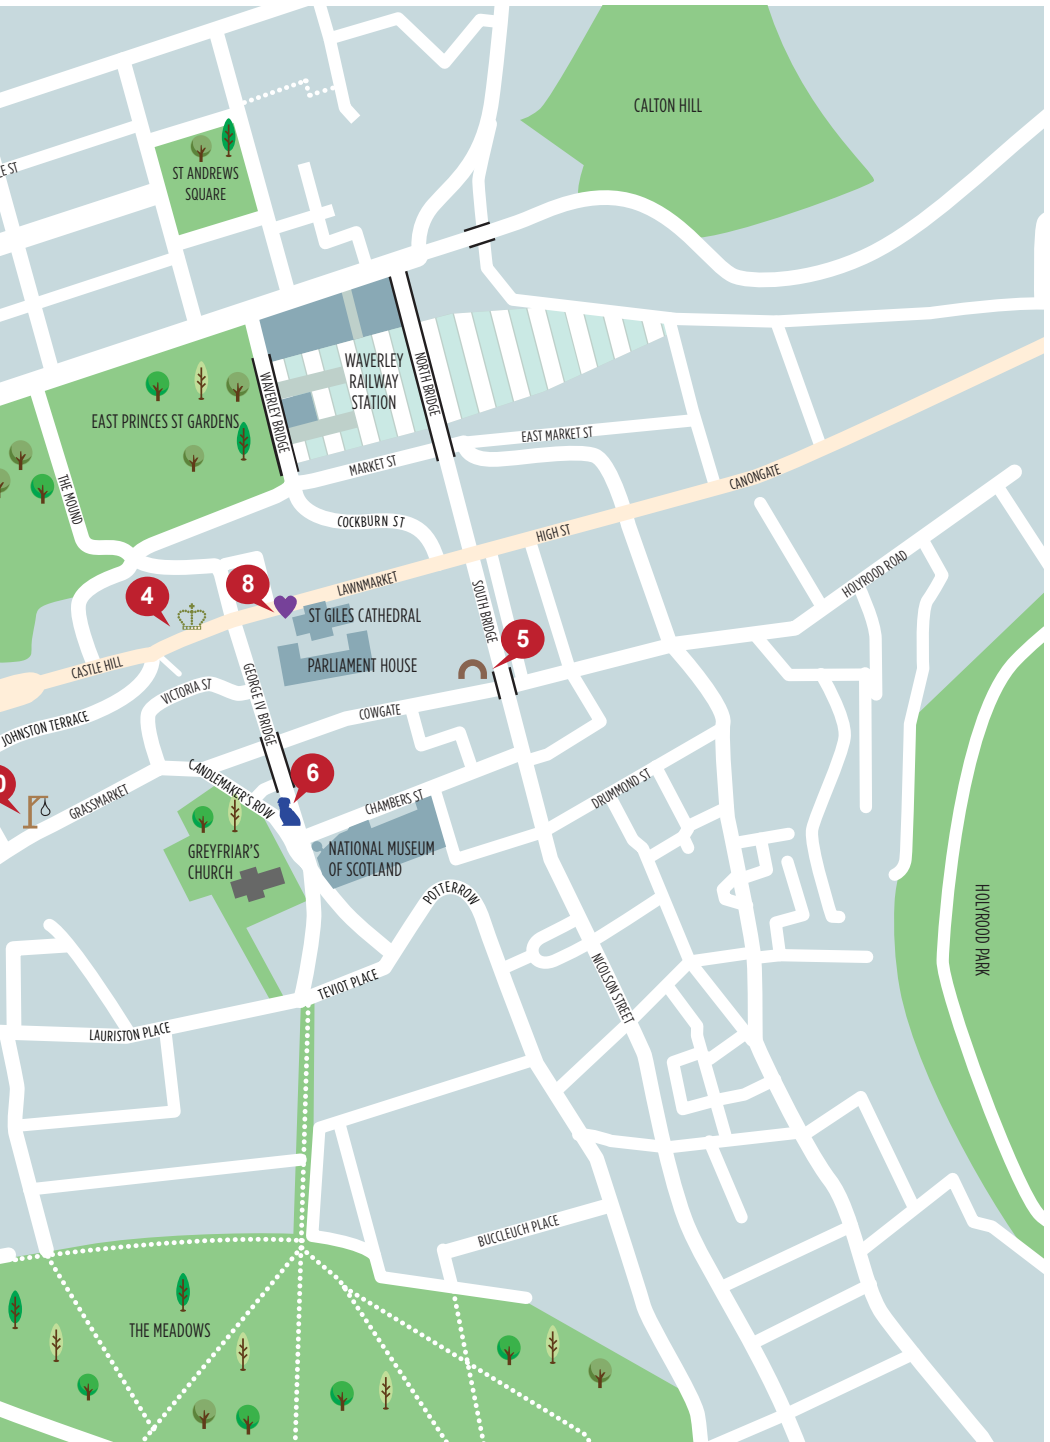 CALTON HILL
ST ANDREWS
SQUARE
WAVERLEY
RAILWAY
STATION
NORTH BRIDGE
WAVERLEY BRIDGE
EAST PRINCES ST GARDENS
EAST MARKET ST
MARKET ST
THE MOUND
CANONGATE
COCKBURN ST
HIGH ST
HOLYROOD ROAD
LAWNMARKET
8
4
ST GILES CATHEDRAL
SOUTH BRIDGE
5
PARLIAMENT HOUSE
CASTLE HILL
VICTORIA ST
GEORGE IV BRIDGE
COWGATE
JOHNSTON TERRACE
6
CANDLEMAKER'S ROW
GRASSMARKET
CHAMBERS ST
DRUMMOND ST
GREYFRIAR'S
CHURCH
NATIONAL MUSEUM
OF SCOTLAND
POTTERROW
HOLYROOD PARK
NICOLSON STREET
TEVIOT PLACE
LAURISTON PLACE
BUCCLEUCH PLACE
THE MEADOWS